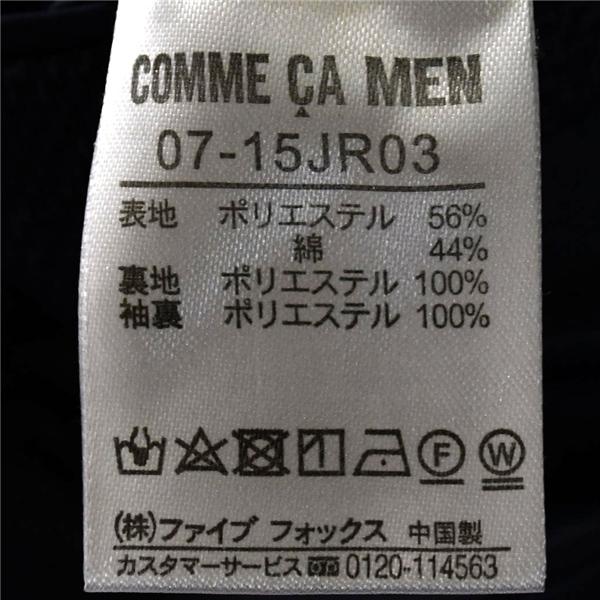 COMME ÇA MEN
07-15JR03
表地 ポリエステル 56%
綿 44%
裏地 ポリエステル 100%
袖裏 ポリエステル 100%
F W
(株)ファイブ フォックス 中国製
カスタマーサービス 0120-114563